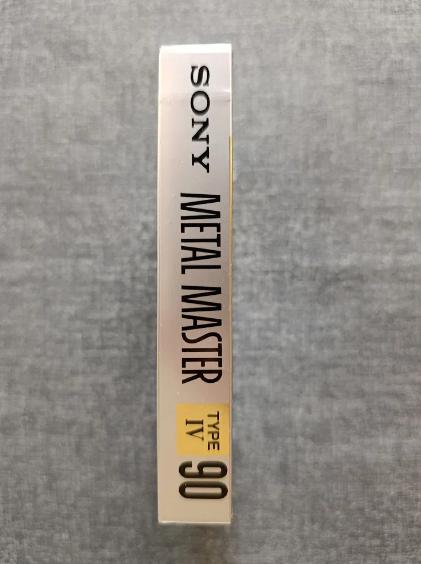 SONY
METAL MASTER
TYPE
IV
90